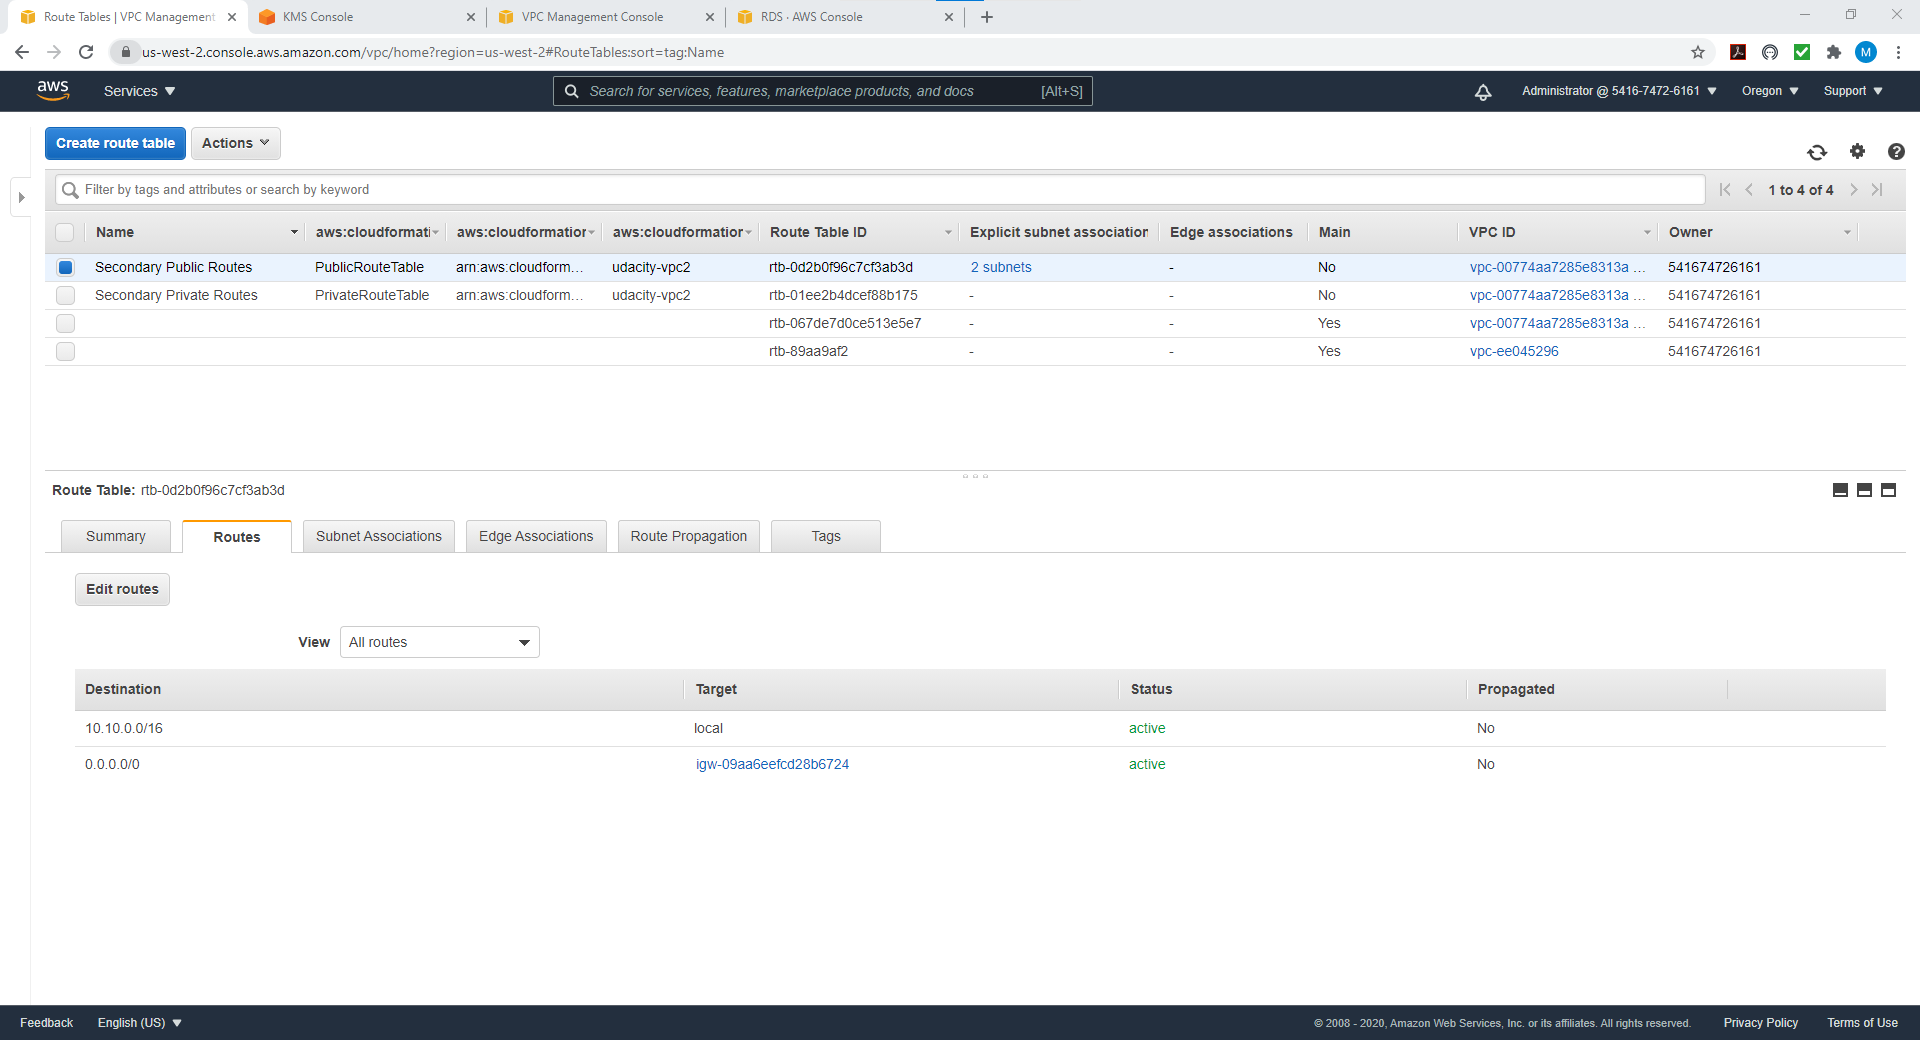 Route Tables | VPC Management
KMS Console
VPC Management Console
RDS · AWS Console
us-west-2.console.aws.amazon.com/vpc/home?region=us-west-2#RouteTables:sort=tag:Name
M
aws
Services
Search for services, features, marketplace products, and docs
[Alt+S]
Administrator @ 5416-7472-6161
Oregon
Support
Create route table
Actions
Filter by tags and attributes or search by keyword
1 to 4 of 4
Name aws:cloudformati aws:cloudformation aws:cloudformation Route Table ID Explicit subnet association Edge associations Main VPC ID Owner
Secondary Public Routes PublicRouteTable arn:aws:cloudform... udacity-vpc2 rtb-0d2b0f96c7cf3ab3d 2 subnets - No vpc-00774aa7285e8313a ... 541674726161
Secondary Private Routes PrivateRouteTable arn:aws:cloudform... udacity-vpc2 rtb-01ee2b4dcef88b175 - - No vpc-00774aa7285e8313a ... 541674726161
rtb-067de7d0ce513e5e7 - - Yes vpc-00774aa7285e8313a ... 541674726161
rtb-89aa9af2 - - Yes vpc-ee045296 541674726161
Route Table: rtb-0d2b0f96c7cf3ab3d
Summary Routes Subnet Associations Edge Associations Route Propagation Tags
Edit routes
View All routes
Destination Target Status Propagated
10.10.0.0/16 local active No
0.0.0.0/0 igw-09aa6eefcd28b6724 active No
Feedback English (US) © 2008 - 2020, Amazon Web Services, Inc. or its affiliates. All rights reserved. Privacy Policy Terms of Use